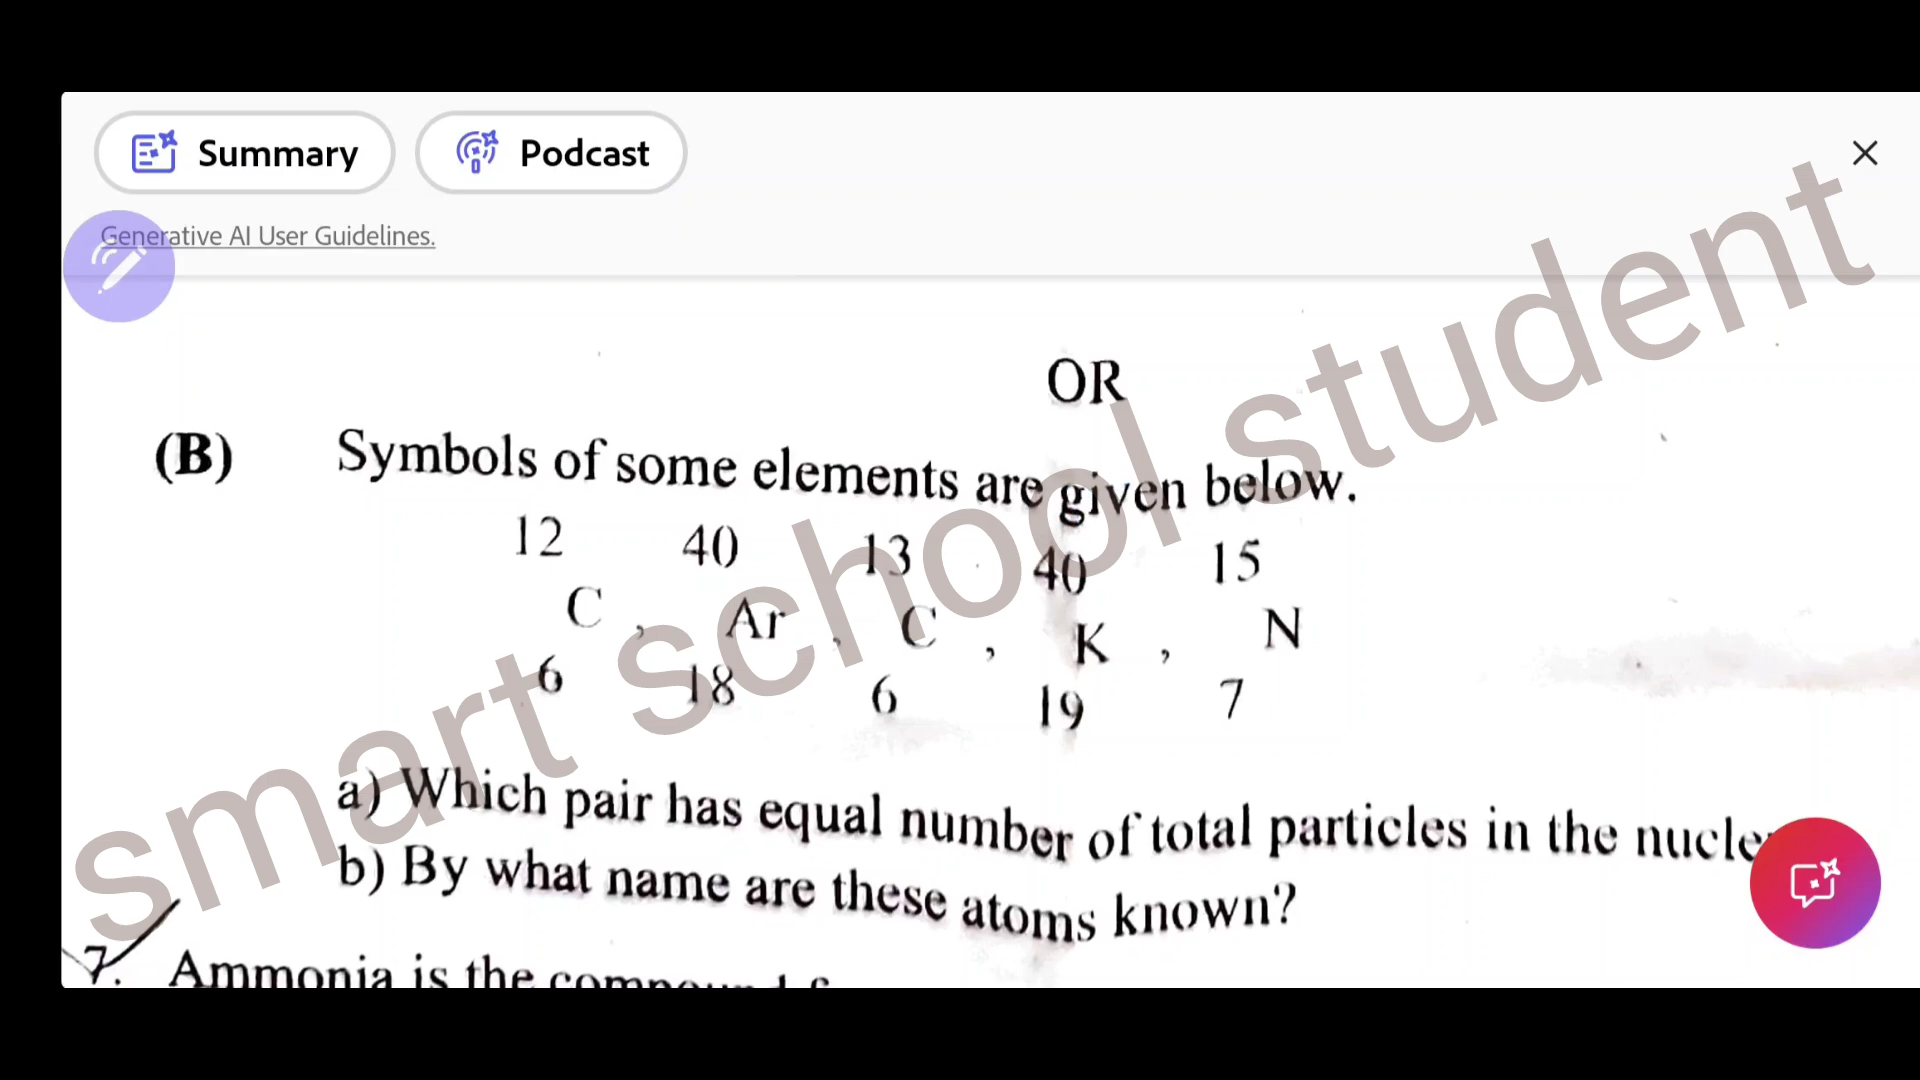 Summary Podcast
Generative AI User Guidelines.
OR
(B) Symbols of some elements are given below.
12 40 13 40 15
C , Ar , C , K , N
6 18 6 19 7
a) Which pair has equal number of total particles in the
b) By what name are these atoms known?
7. Ammonia is the
smart school student